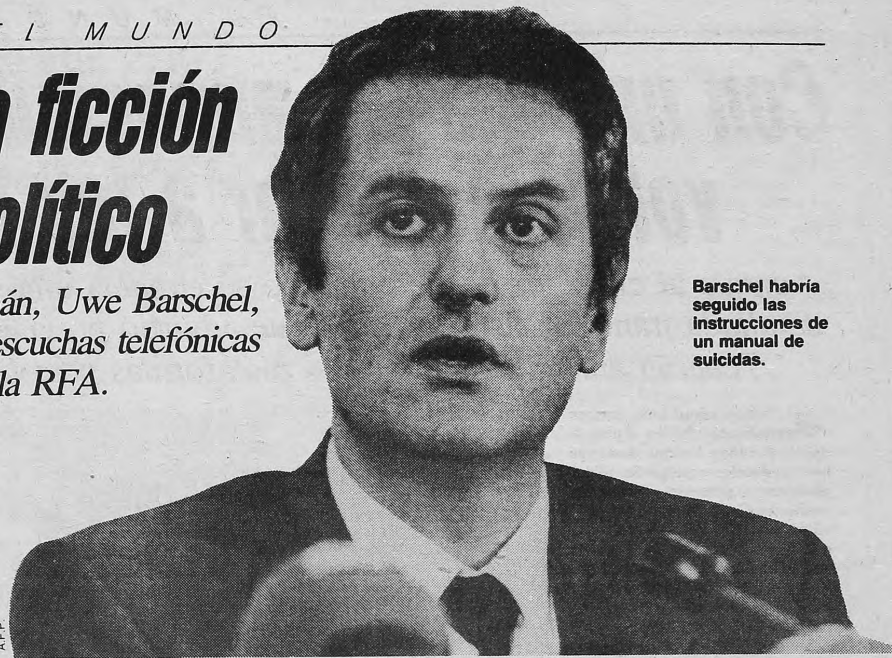 EL MUNDO
ficción
olítico
án, Uwe Barschel,
escuchas telefónicas
la RFA.
Barschel habría
seguido las
instrucciones de
un manual de
suicidas.
A.F.P.